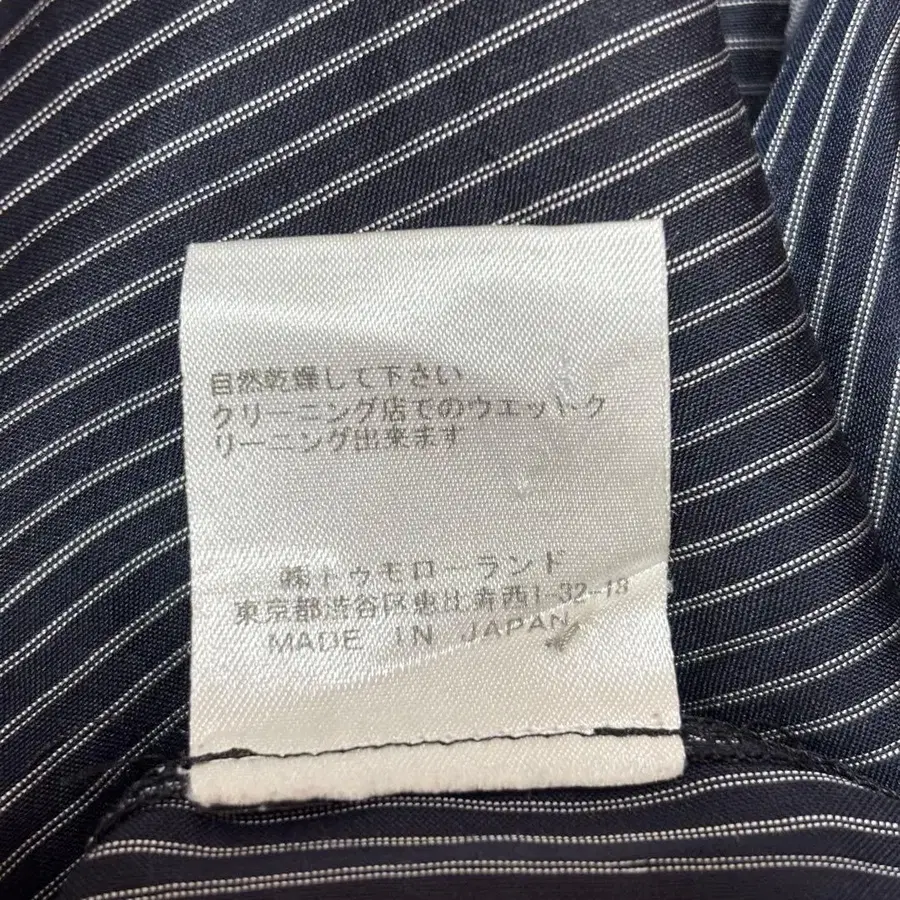 自然乾燥して下さい
クリーニング店でのウエットク
リーニング出来ます
㈱トゥモローランド
東京都渋谷区恵比寿西1-32-18
MADE IN JAPAN